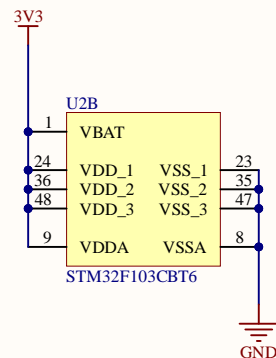 3V3
U2B
1 VBAT
24 VDD_1 VSS_1 23
36 VDD_2 VSS_2 35
48 VDD_3 VSS_3 47
9 VDDA VSSA 8
STM32F103CBT6
GND